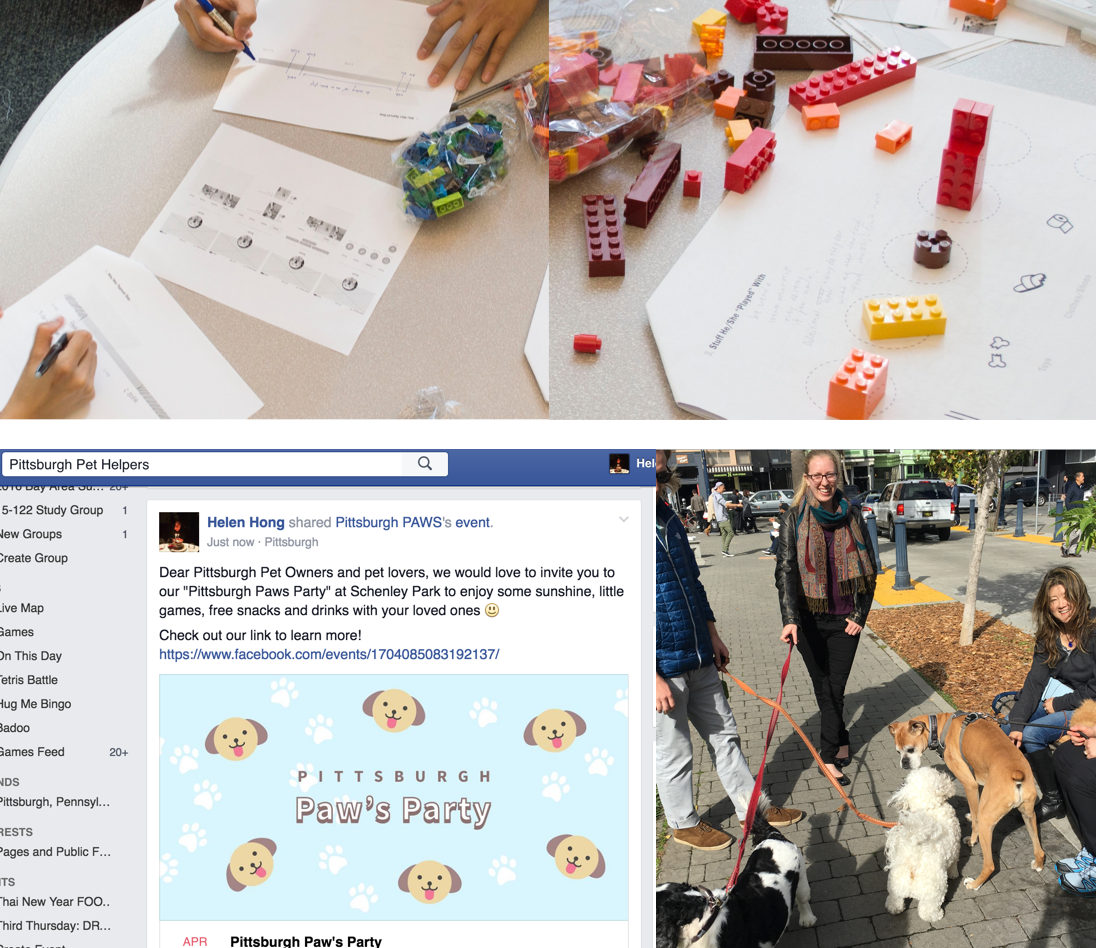 2. Stuff He/She "Played" With
Toys
Pittsburgh Pet Helpers
Hel
20+
5-122 Study Group 1
New Groups 1
Create Group
Live Map
Games
On This Day
Tetris Battle
Hug Me Bingo
Badoo
Games Feed 20+
NDS
Pittsburgh, Pennsyl...
RESTS
Pages and Public F...
TS
Thai New Year FOO..
Third Thursday: DR...
Create Event
Helen Hong shared Pittsburgh PAWS's event.
Just now · Pittsburgh
Dear Pittsburgh Pet Owners and pet lovers, we would love to invite you to
our "Pittsburgh Paws Party" at Schenley Park to enjoy some sunshine, little
games, free snacks and drinks with your loved ones 😃
Check out our link to learn more!
https://www.facebook.com/events/1704085083192137/
PITTSBURGH
Paw's Party
APR Pittsburgh Paw's Party